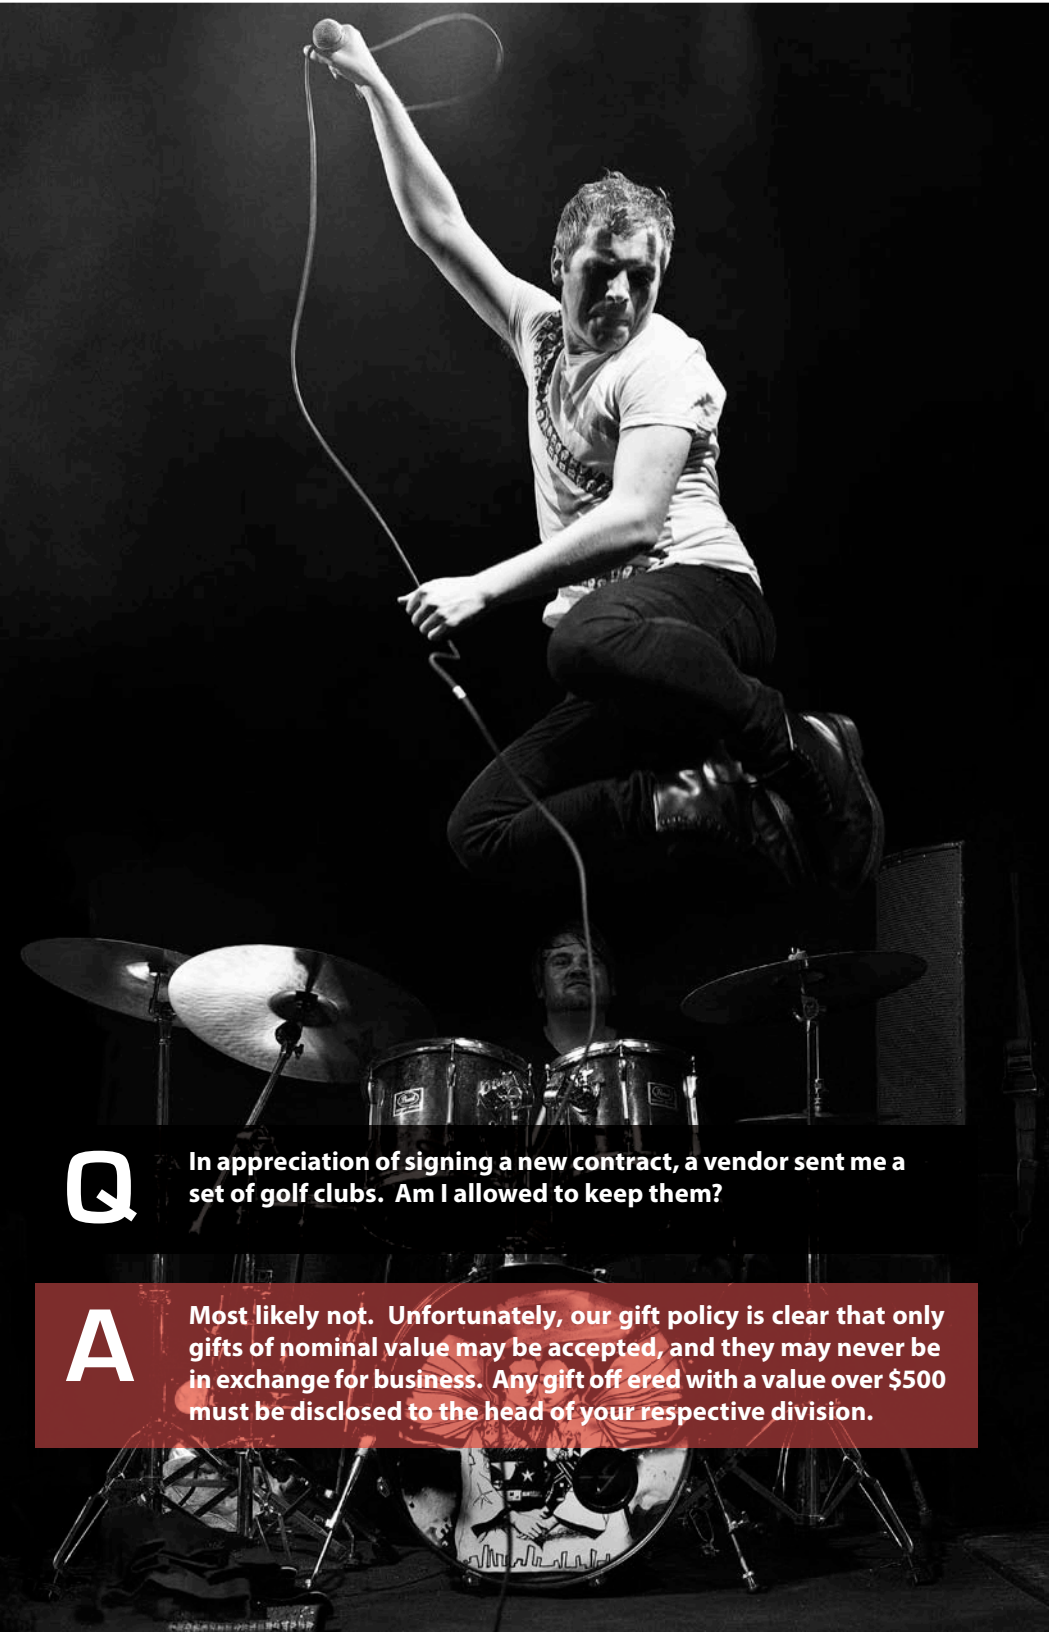 Q
In appreciation of signing a new contract, a vendor sent me a
set of golf clubs.  Am I allowed to keep them?
A
Most likely not.  Unfortunately, our gift policy is clear that only
gifts of nominal value may be accepted, and they may never be
in exchange for business.  Any gift off ered with a value over $500
must be disclosed to the head of your respective division.